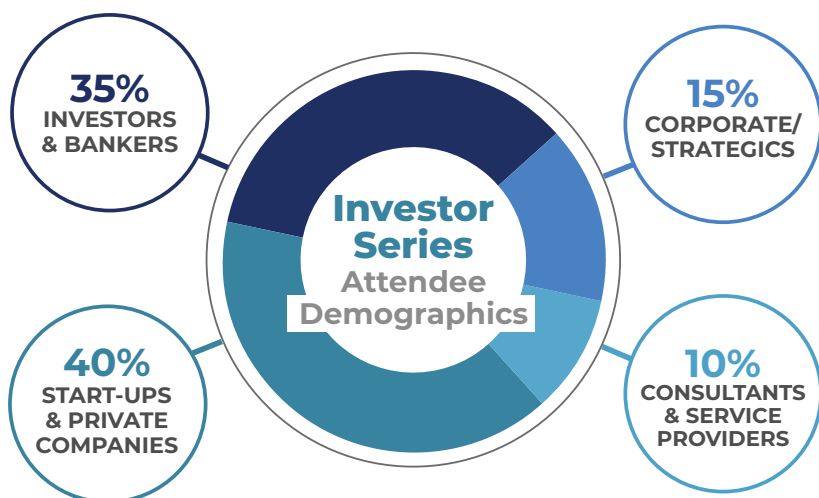 35%
INVESTORS
& BANKERS
15%
CORPORATE/
STRATEGICS
Investor
Series
Attendee
Demographics
40%
START-UPS
& PRIVATE
COMPANIES
10%
CONSULTANTS
& SERVICE
PROVIDERS